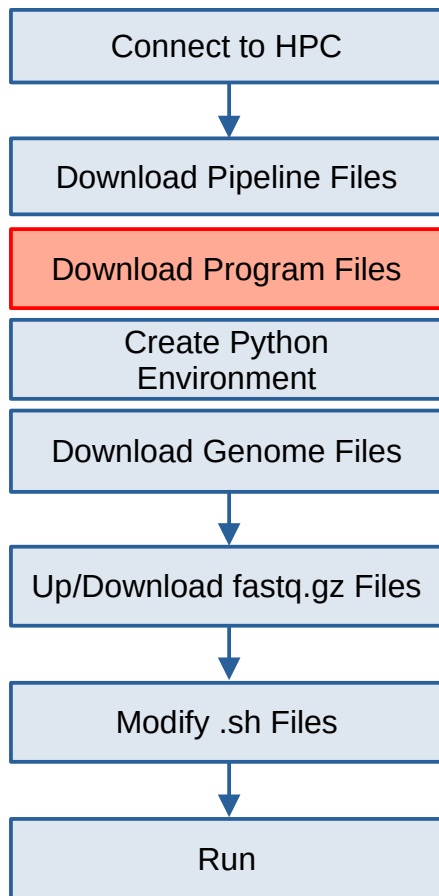 Connect to HPC
Download Pipeline Files
Download Program Files
Create Python
Environment
Download Genome Files
Up/Download fastq.gz Files
Modify .sh Files
Run